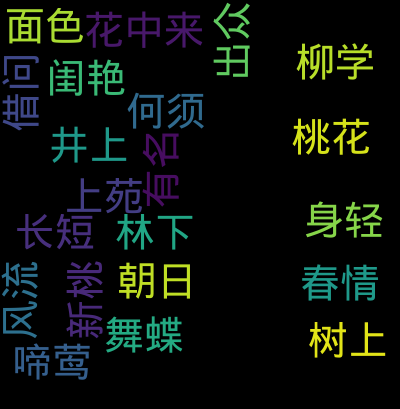 面色
花中来
出众
借问
闺艳
柳学
何须
井上
有名
桃花
上苑
长短
林下
身轻
风流
新桃
朝日
春情
舞蝶
树上
啼莺